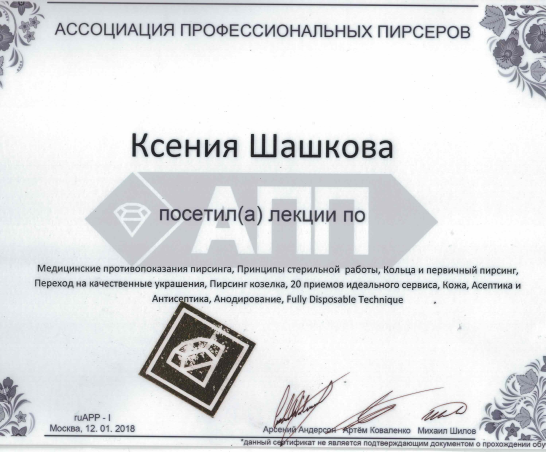 АССОЦИАЦИЯ ПРОФЕССИОНАЛЬНЫХ ПИРСЕРОВ
Ксения Шашкова
АПП
посетил(а) лекции по
Медицинские противопоказания пирсинга, Принципы стерильной работы, Кольца и первичный пирсинг,
Переход на качественные украшения, Пирсинг козелка, 20 приемов идеального сервиса, Кожа, Асептика и
Антисептика, Анодирование, Fully Disposable Technique
ruAPP - I
Москва, 12. 01. 2018
Арсений Андерсон Артём Коваленко Михаил Шилов
*данный сертификат не является подтверждающим документом о прохождении обу